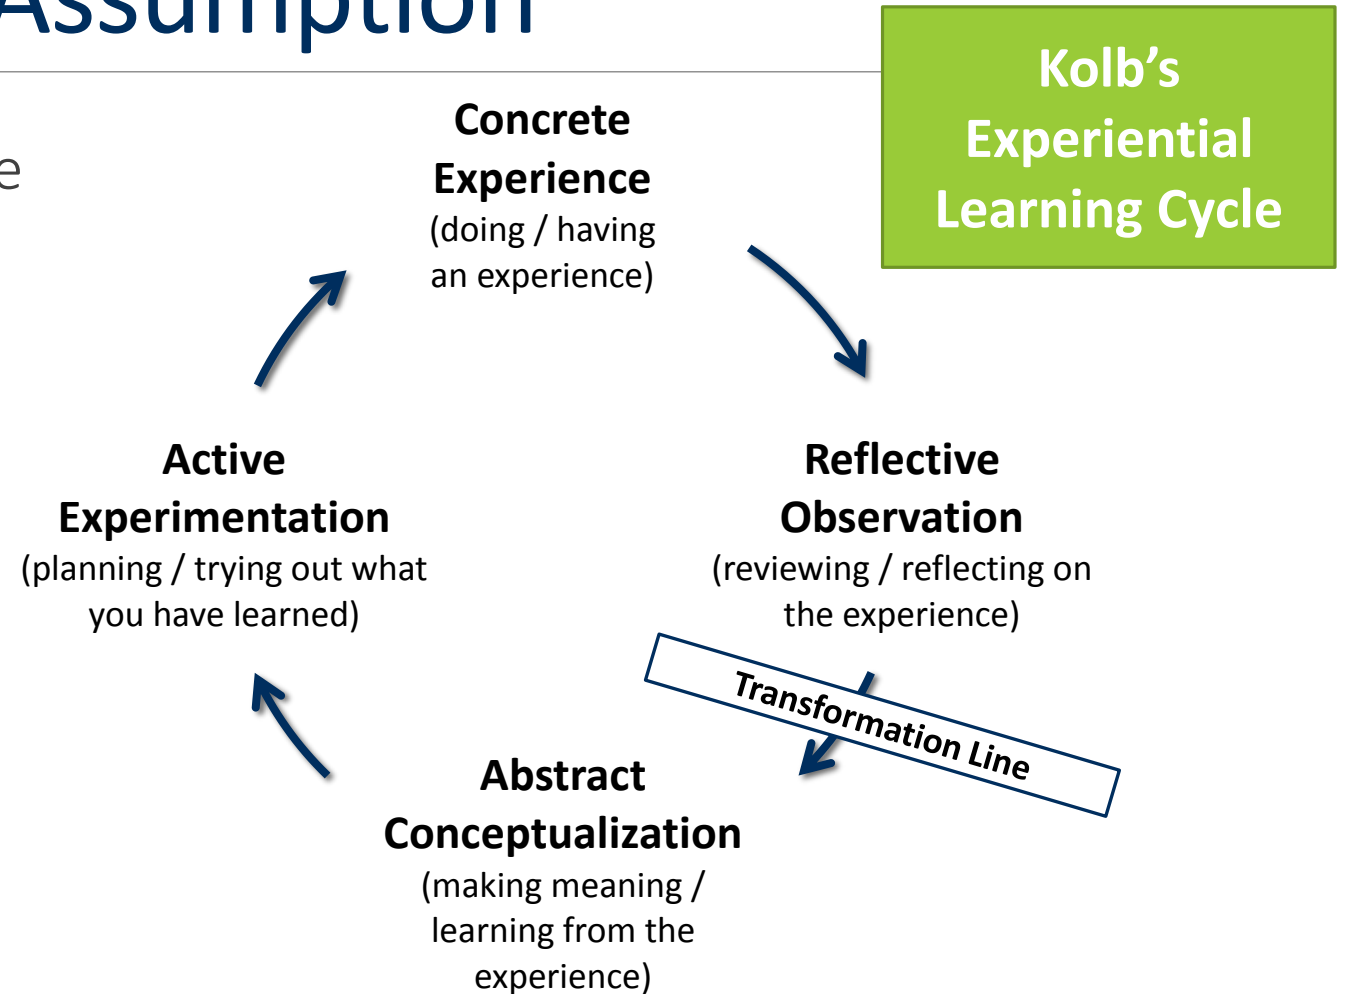 Assumption
Kolb's
Experiential
Learning Cycle
e
Concrete
Experience
(doing / having
an experience)
Reflective
Observation
(reviewing / reflecting on
the experience)
Transformation Line
Abstract
Conceptualization
(making meaning /
learning from the
experience)
Active
Experimentation
(planning / trying out what
you have learned)